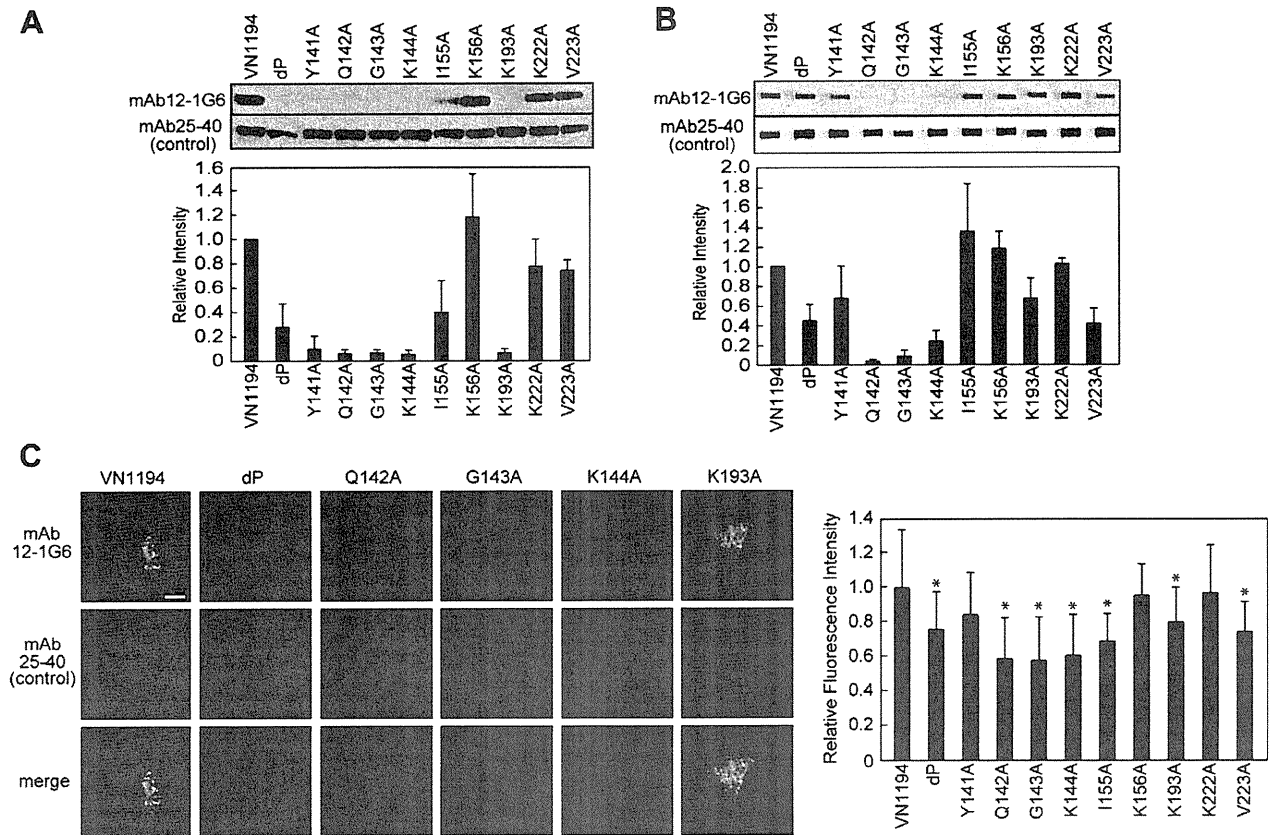 A
VN1194 dP Y141A Q142A G143A K144A I155A K156A K193A K222A V223A
mAb12-1G6
mAb25-40
(control)
Relative Intensity
1.6
1.4
1.2
1.0
0.8
0.6
0.4
0.2
0
VN1194 dP Y141A Q142A G143A K144A I155A K156A K193A K222A V223A
B
VN1194 dP Y141A Q142A G143A K144A I155A K156A K193A K222A V223A
mAb12-1G6
mAb25-40
(control)
Relative Intensity
2.0
1.8
1.6
1.4
1.2
1.0
0.8
0.6
0.4
0.2
0
VN1194 dP Y141A Q142A G143A K144A I155A K156A K193A K222A V223A
C
VN1194 dP Q142A G143A K144A K193A
mAb
12-1G6
mAb
25-40
(control)
merge
Relative Fluorescence Intensity
1.4
1.2
1.0
0.8
0.6
0.4
0.2
0
* * * * * * *
VN1194 dP Y141A Q142A G143A K144A I155A K156A K193A K222A V223A